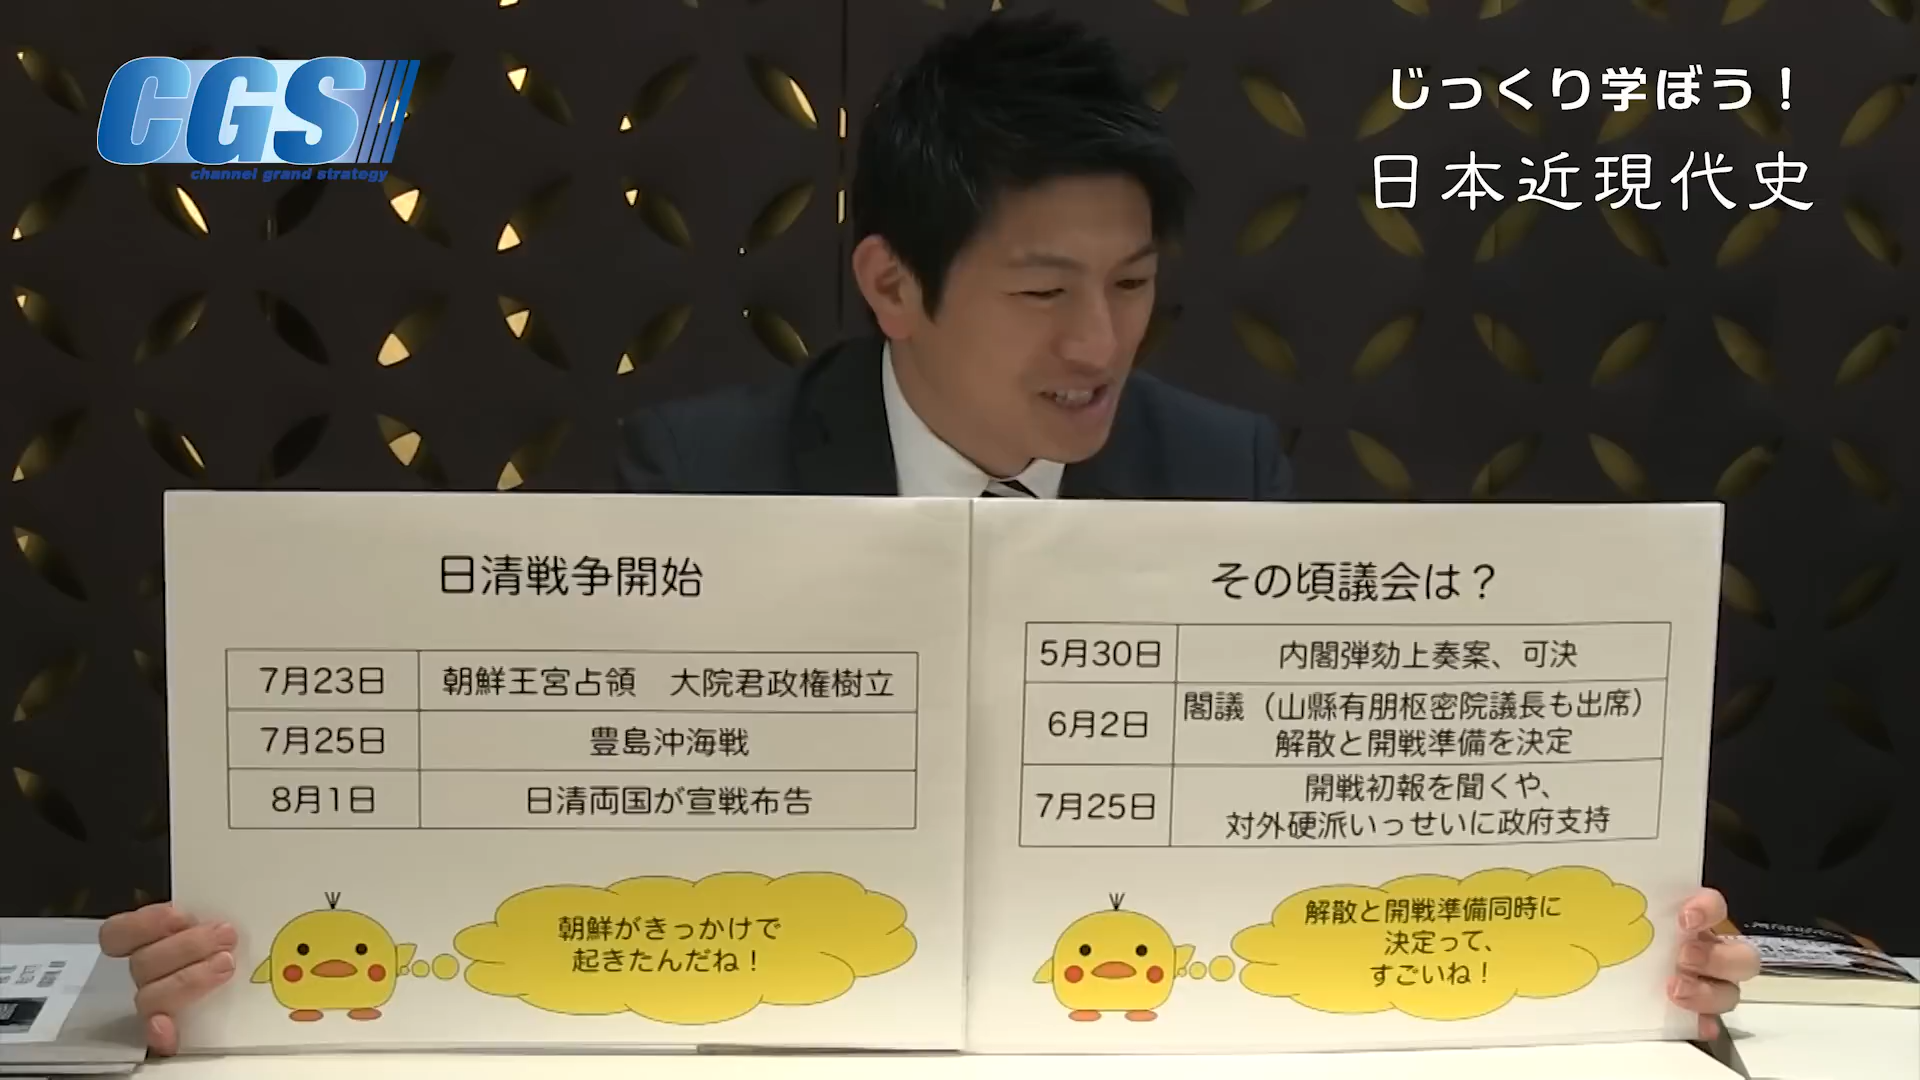 CGS
channel grand strategy
じっくり学ぼう！
日本近現代史
日清戦争開始
7月23日 朝鮮王宮占領　大院君政権樹立
7月25日 豊島沖海戦
8月1日 日清両国が宣戦布告
朝鮮がきっかけで
起きたんだね！
その頃議会は？
5月30日 内閣弾劾上奏案、可決
6月2日 閣議（山縣有朋枢密院議長も出席）
解散と開戦準備を決定
7月25日 開戦初報を聞くや、
対外硬派いっせいに政府支持
解散と開戦準備同時に
決定って、
すごいね！